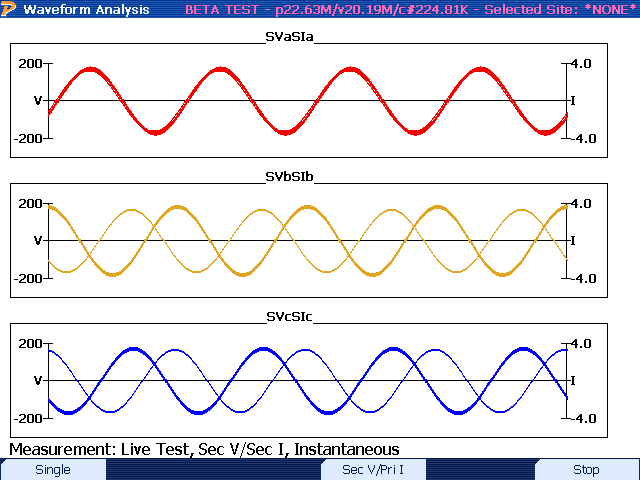 Waveform Analysis BETA TEST - p22.63M/v20.19M/c#224.81K - Selected Site: *NONE*
SVaSIa
200 4.0
V I
-200 -4.0
SVbSIb
200 4.0
V I
-200 -4.0
SVcSIc
200 4.0
V I
-200 -4.0
Measurement: Live Test, Sec V/Sec I, Instantaneous
Single Sec V/Pri I Stop